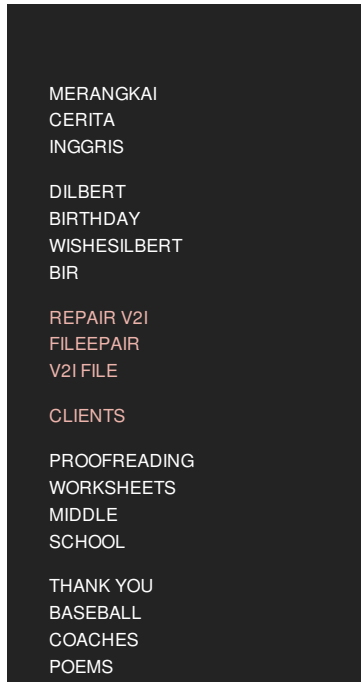 MERANGKAI
CERITA
INGGRIS
DILBERT
BIRTHDAY
WISHESILBERT
BIR
REPAIR V2I
FILEEPAIR
V2I FILE
CLIENTS
PROOFREADING
WORKSHEETS
MIDDLE
SCHOOL
THANK YOU
BASEBALL
COACHES
POEMS